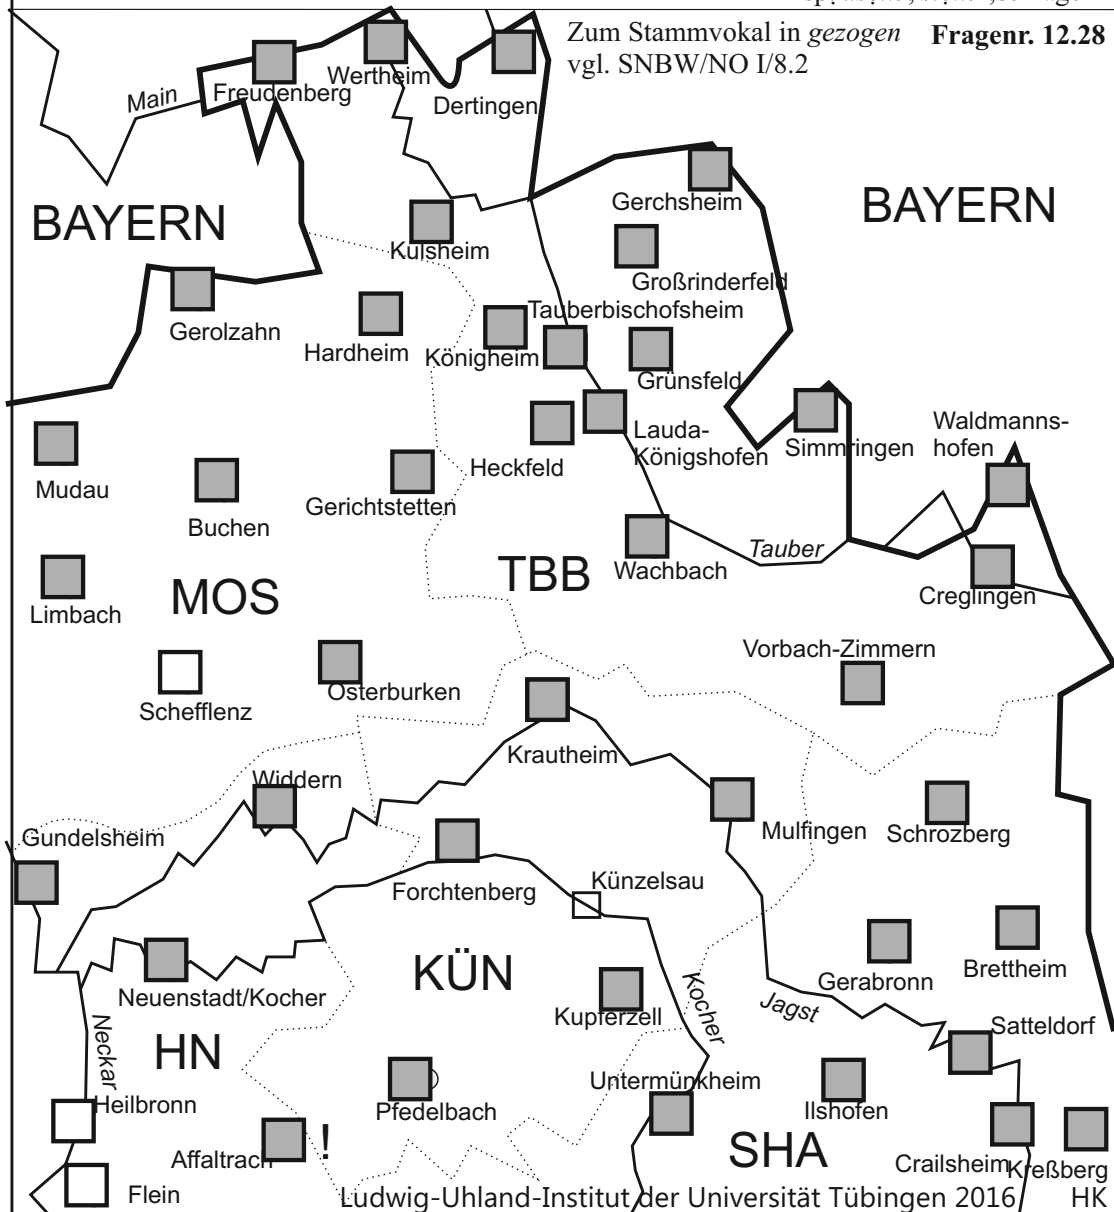 Zum Stammvokal in gezogen Fragenr. 12.28
vgl. SNBW/NO I/8.2
Main
Freudenberg
Wertheim
Dertingen
BAYERN
BAYERN
Gerchsheim
Külsheim
Großrinderfeld
Gerolzahn
Hardheim
Königheim
Tauberbischofsheim
Grünsfeld
Lauda-
Königshofen
Heckfeld
Simmringen
Waldmanns-
hofen
Mudau
Buchen
Gerichtstetten
Wachbach
Tauber
Creglingen
Limbach
MOS
TBB
Schefflenz
Osterburken
Vorbach-Zimmern
Krautheim
Widdern
Gundelsheim
Mulfingen
Schrozberg
Forchtenberg
Künzelsau
Neuenstadt/Kocher
KÜN
Gerabronn
Brettheim
Kupferzell
Kocher
Jagst
Neckar
HN
Satteldorf
Heilbronn
Pfedelbach
Untermünkheim
Ilshofen
Affaltrach !
SHA
Crailsheim
Kreßberg
Flein
Ludwig-Uhland-Institut der Universität Tübingen 2016 HK